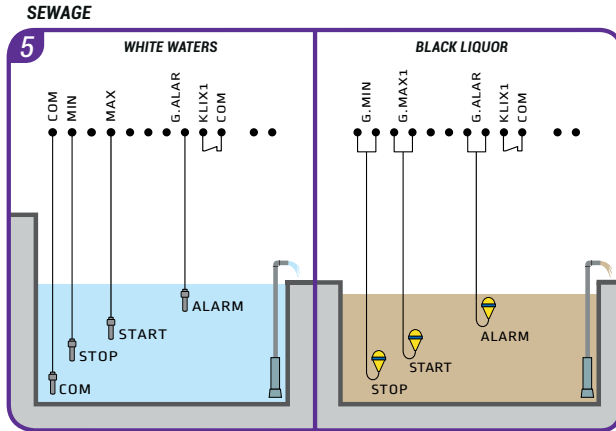 SEWAGE
5
WHITE WATERS
BLACK LIQUOR
COM
MIN
MAX
G.ALAR
KLIX1
COM
G.MIN
G.MAX1
G.ALAR
KLIX1
COM
ALARM
START
STOP
COM
ALARM
START
STOP